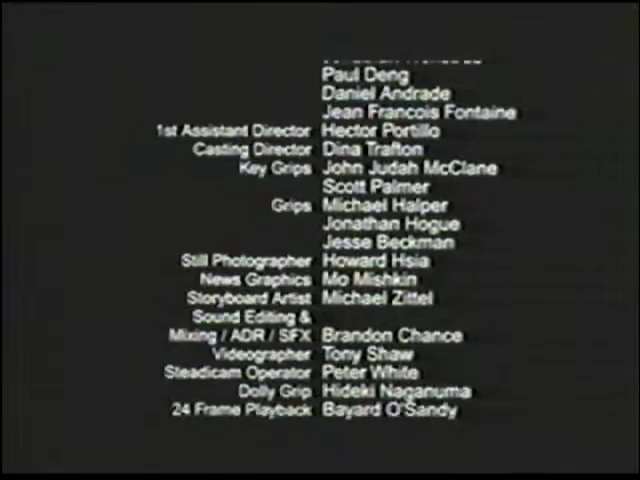 Paul Deng
Daniel Andrade
Jean Francois Fontaine
1st Assistant Director Hector Portillo
Casting Director Dina Trafton
Key Grips John Judah McClane
Scott Palmer
Grips Michael Halper
Jonathan Hogue
Jesse Beckman
Still Photographer Howard Hsia
News Graphics Mo Mishkin
Storyboard Artist Michael Zittel
Sound Editing &
Mixing / ADR / SFX Brandon Chance
Videographer Tony Shaw
Steadicam Operator Peter White
Dolly Grip Hideki Naganuma
24 Frame Playback Bayard O'Sandy